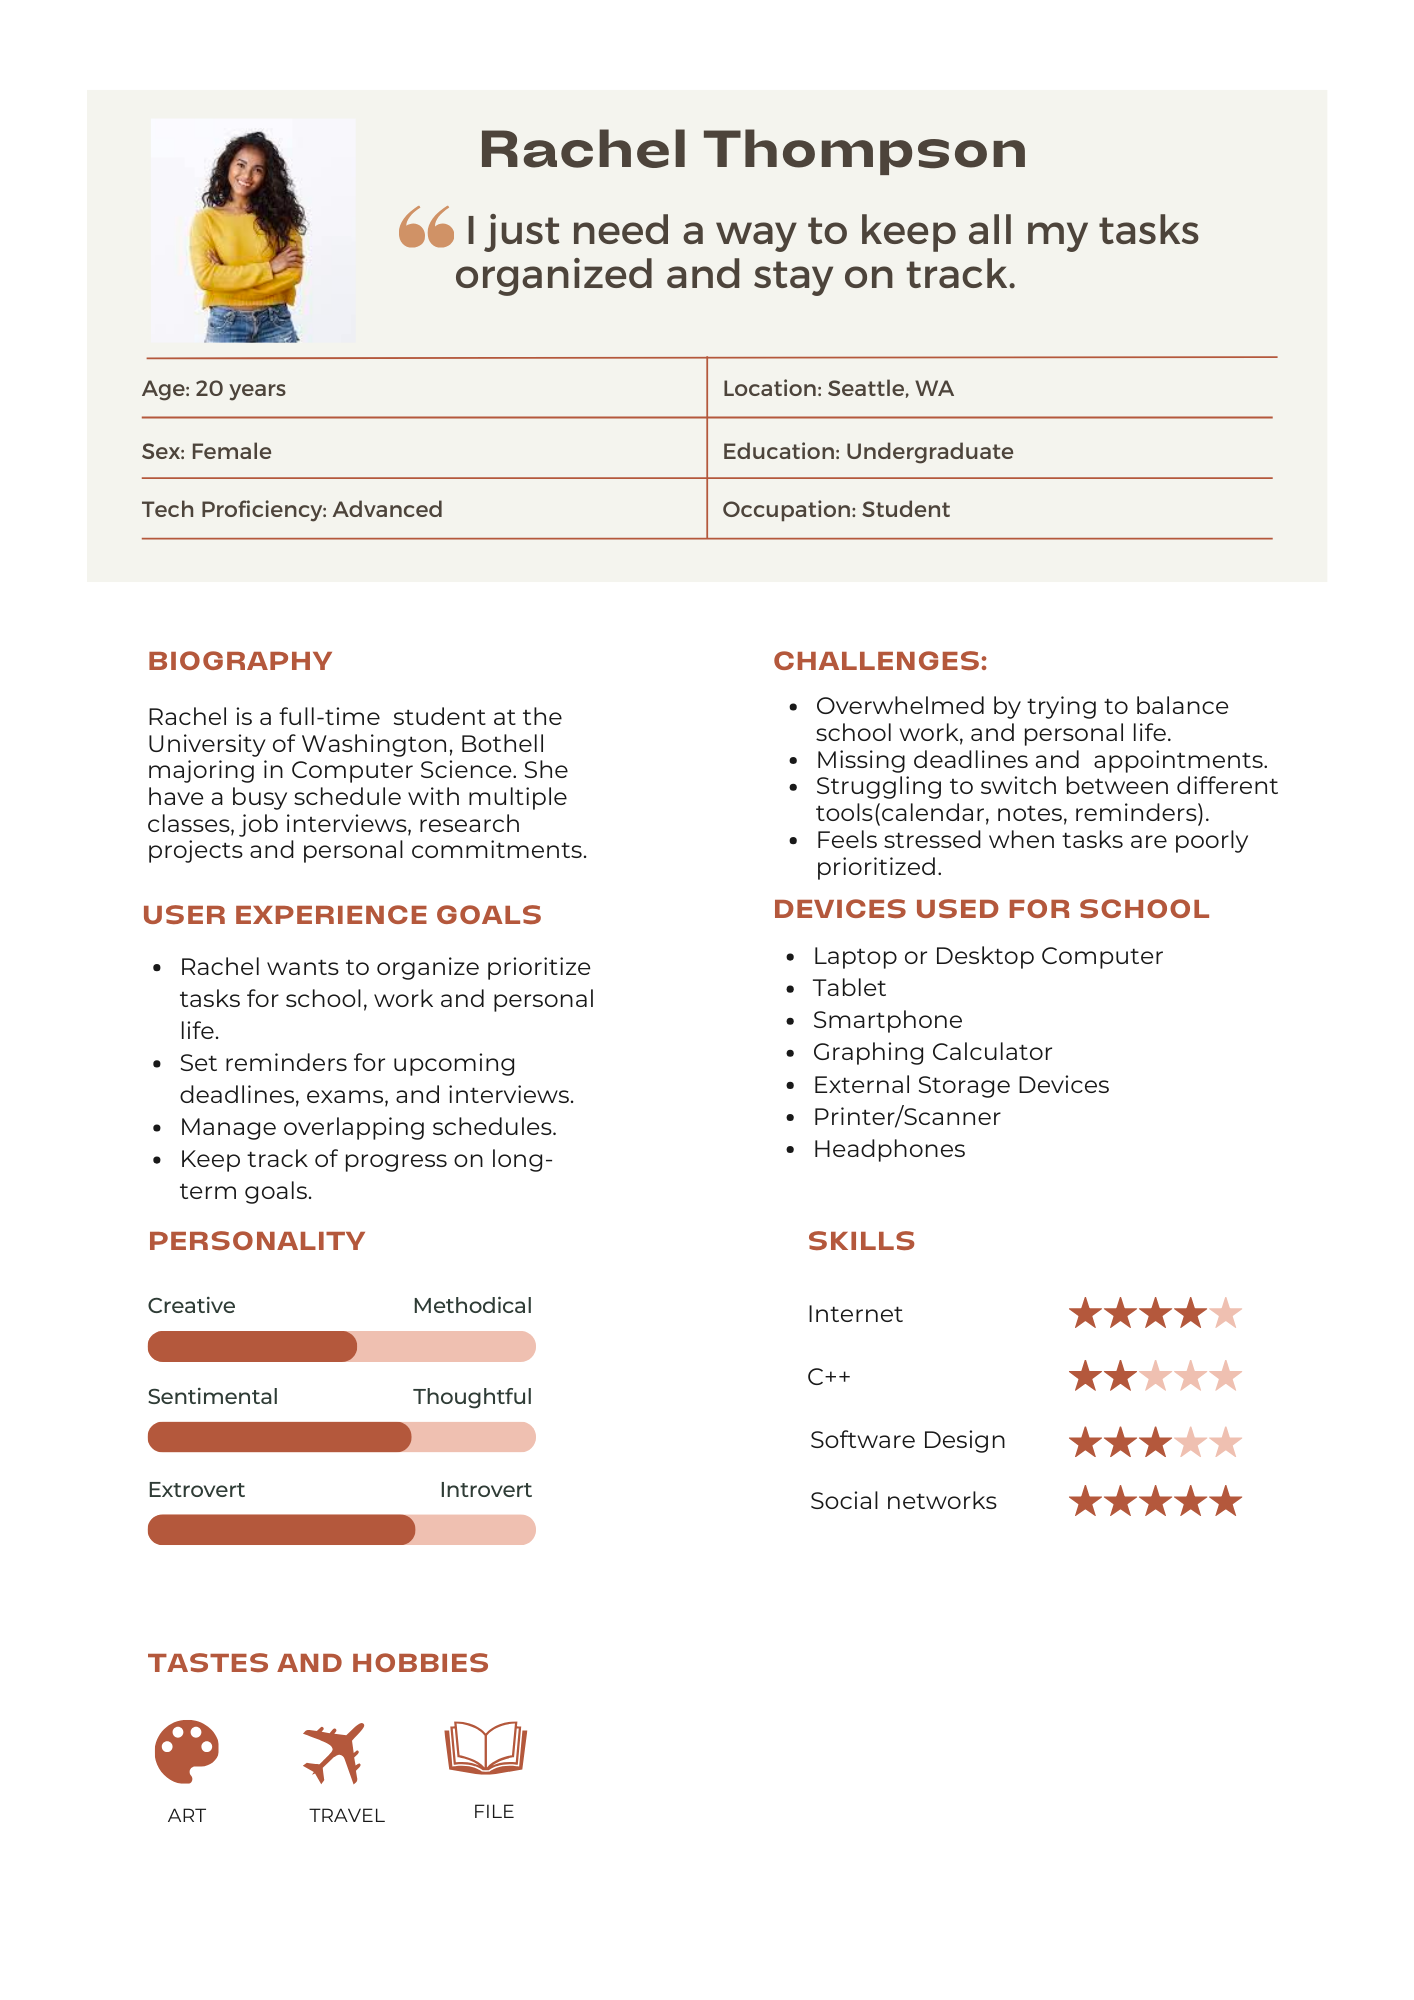 Rachel Thompson
I just need a way to keep all my tasks
organized and stay on track.
Age: 20 years
Location: Seattle, WA
Sex: Female
Education: Undergraduate
Tech Proficiency: Advanced
Occupation: Student
BIOGRAPHY
Rachel is a full-time  student at the
University of Washington, Bothell
majoring in Computer Science. She
have a busy schedule with multiple
classes, job interviews, research
projects and personal commitments.
USER EXPERIENCE GOALS
• Rachel wants to organize prioritize
tasks for school, work and personal
life.
• Set reminders for upcoming
deadlines, exams, and interviews.
• Manage overlapping schedules.
• Keep track of progress on long-
term goals.
CHALLENGES:
• Overwhelmed by trying to balance
school work, and personal life.
• Missing deadlines and  appointments.
• Struggling to switch between different
tools(calendar, notes, reminders).
• Feels stressed when tasks are poorly
prioritized.
DEVICES USED FOR SCHOOL
• Laptop or Desktop Computer
• Tablet
• Smartphone
• Graphing Calculator
• External Storage Devices
• Printer/Scanner
• Headphones
PERSONALITY
Creative Methodical
Sentimental Thoughtful
Extrovert Introvert
SKILLS
Internet
C++
Software Design
Social networks
TASTES AND HOBBIES
ART TRAVEL FILE